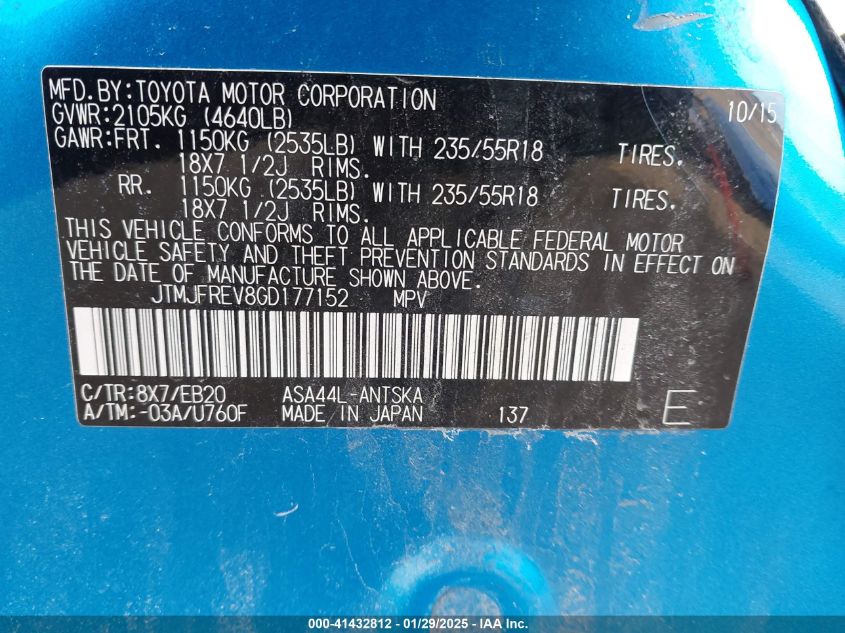 MFD.BY:TOYOTA MOTOR CORPORATION 10/15
GVWR:2105KG (4640LB)
GAWR:FRT. 1150KG (2535LB) WITH 235/55R18 TIRES.
18X7 1/2J RIMS.
RR. 1150KG (2535LB) WITH 235/55R18 TIRES.
18X7 1/2J RIMS.
THIS VEHICLE CONFORMS TO ALL APPLICABLE FEDERAL MOTOR
VEHICLE SAFETY AND THEFT PREVENTION STANDARDS IN EFFECT ON
THE DATE OF MANUFACTURE SHOWN ABOVE.
JTMJFREV8GD177152 MPV
C/TR:8X7/EB20 ASA44L-ANTSKA
A/TM:-03A/U760F MADE IN JAPAN 137 E
000-41432812 - 01/29/2025 - IAA Inc.